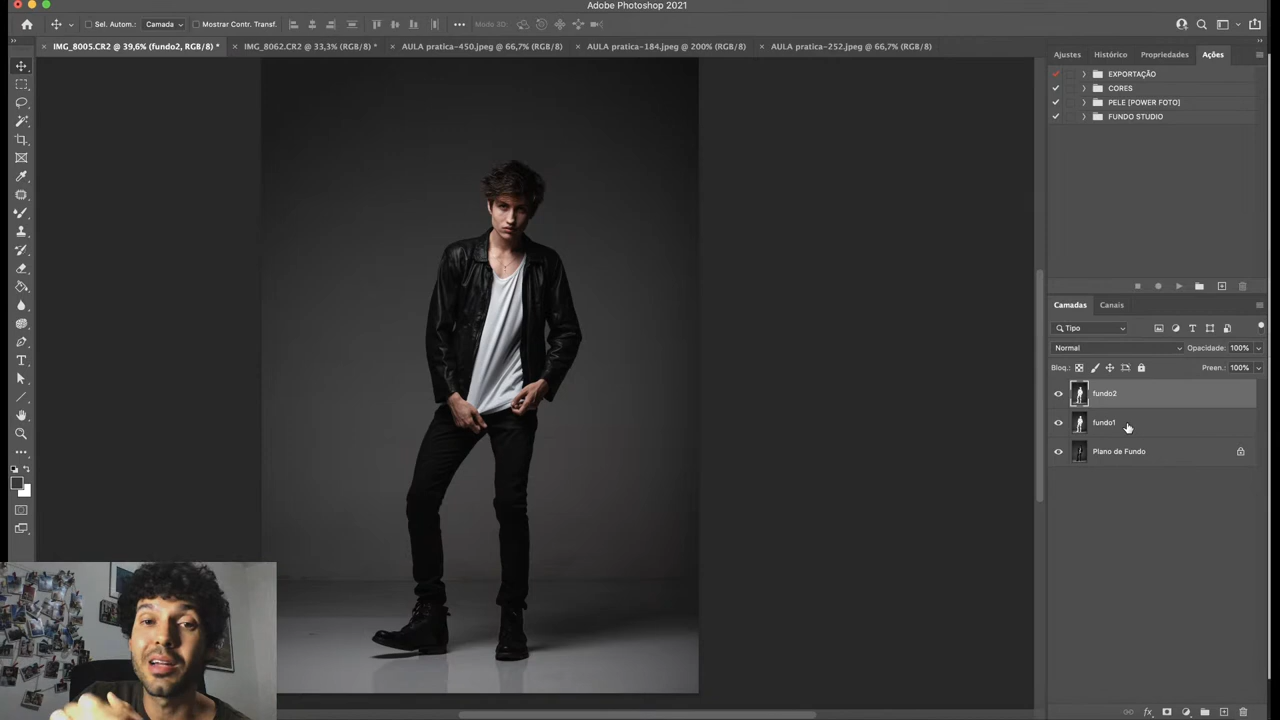 Adobe Photoshop 2021
Sel. Autom.: Camada Mostrar Contr. Transf. Modo 3D:
IMG_8005.CR2 @ 39,6% (fundo2, RGB/8) *
IMG_8062.CR2 @ 33,3% (RGB/8) *
AULA pratica-450.jpeg @ 66,7% (RGB/8)
AULA pratica-184.jpeg @ 200% (RGB/8)
AULA pratica-252.jpeg @ 66,7% (RGB/8)
Ajustes Histórico Propriedades Ações
EXPORTAÇÃO
CORES
PELE [POWER FOTO]
FUNDO STUDIO
Camadas Canais
Tipo
Normal Opacidade: 100%
Bloq.: Preen.: 100%
fundo2
fundo1
Plano de Fundo
fx